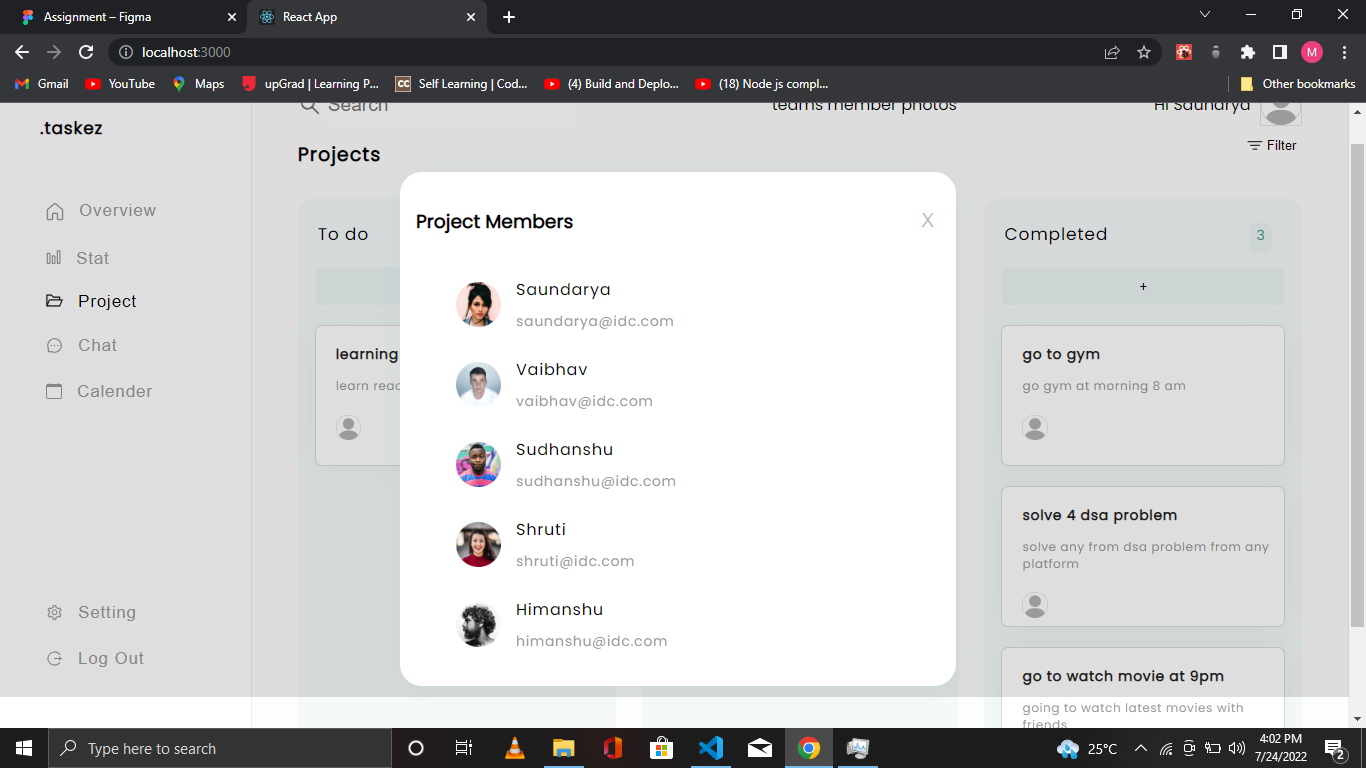 Assignment – Figma
React App
localhost:3000
M
Gmail
YouTube
Maps
upGrad | Learning P...
CC
Self Learning | Cod...
(4) Build and Deplo...
(18) Node js compl...
Other bookmarks
Search
teams member photos
Hi Saundarya
.taskez
Projects
Filter
Overview
Stat
Project
Chat
Calender
Setting
Log Out
To do
learning
learn reac
Project Members
X
Saundarya
saundarya@idc.com
Vaibhav
vaibhav@idc.com
Sudhanshu
sudhanshu@idc.com
Shruti
shruti@idc.com
Himanshu
himanshu@idc.com
Completed
3
+
go to gym
go gym at morning 8 am
solve 4 dsa problem
solve any from dsa problem from any
platform
go to watch movie at 9pm
going to watch latest movies with
friends
Type here to search
25°C
4:02 PM
7/24/2022
2